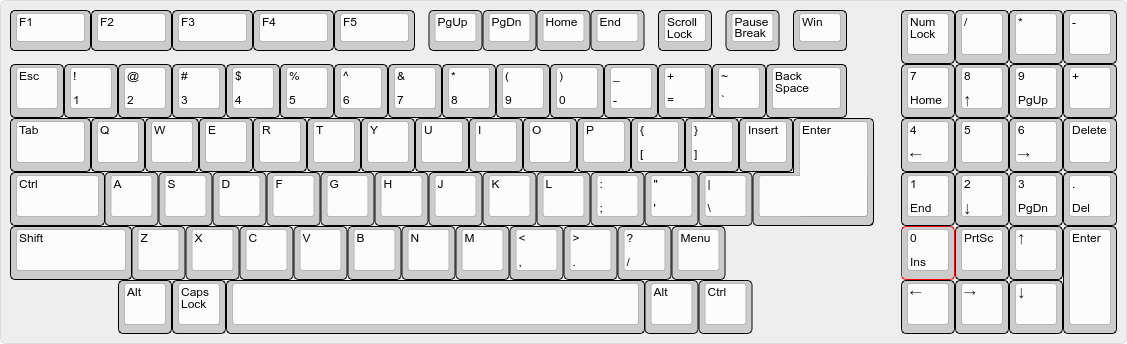 F1 F2 F3 F4 F5 PgUp PgDn Home End Scroll Lock Pause Break Win Num Lock / * -
Esc ! 1 @ 2 # 3 $ 4 % 5 ^ 6 & 7 * 8 ( 9 ) 0 _ - + = ~ ` Back Space 7 Home 8 ↑ 9 PgUp +
Tab Q W E R T Y U I O P { [ } ] Insert Enter 4 ← 5 6 → Delete
Ctrl A S D F G H J K L : ; " ' | \ 1 End 2 ↓ 3 PgDn . Del
Shift Z X C V B N M < , > . ? / Menu 0 Ins PrtSc ↑ Enter
Alt Caps Lock Alt Ctrl ← → ↓